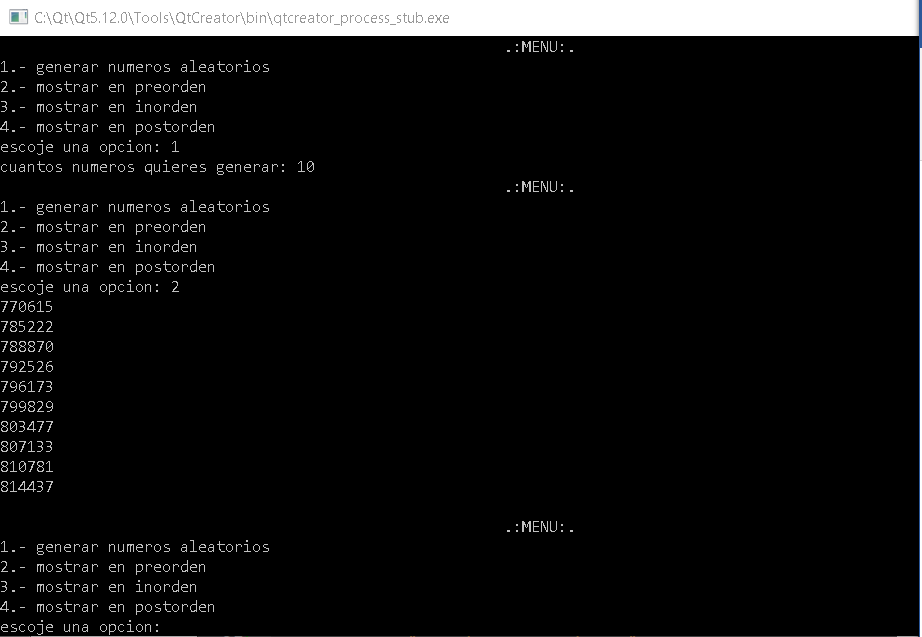 C:\Qt\Qt5.12.0\Tools\QtCreator\bin\qtcreator_process_stub.exe
.:MENU:.
1.- generar numeros aleatorios
2.- mostrar en preorden
3.- mostrar en inorden
4.- mostrar en postorden
escoje una opcion: 1
cuantos numeros quieres generar: 10
.:MENU:.
1.- generar numeros aleatorios
2.- mostrar en preorden
3.- mostrar en inorden
4.- mostrar en postorden
escoje una opcion: 2
770615
785222
788870
792526
796173
799829
803477
807133
810781
814437
.:MENU:.
1.- generar numeros aleatorios
2.- mostrar en preorden
3.- mostrar en inorden
4.- mostrar en postorden
escoje una opcion: